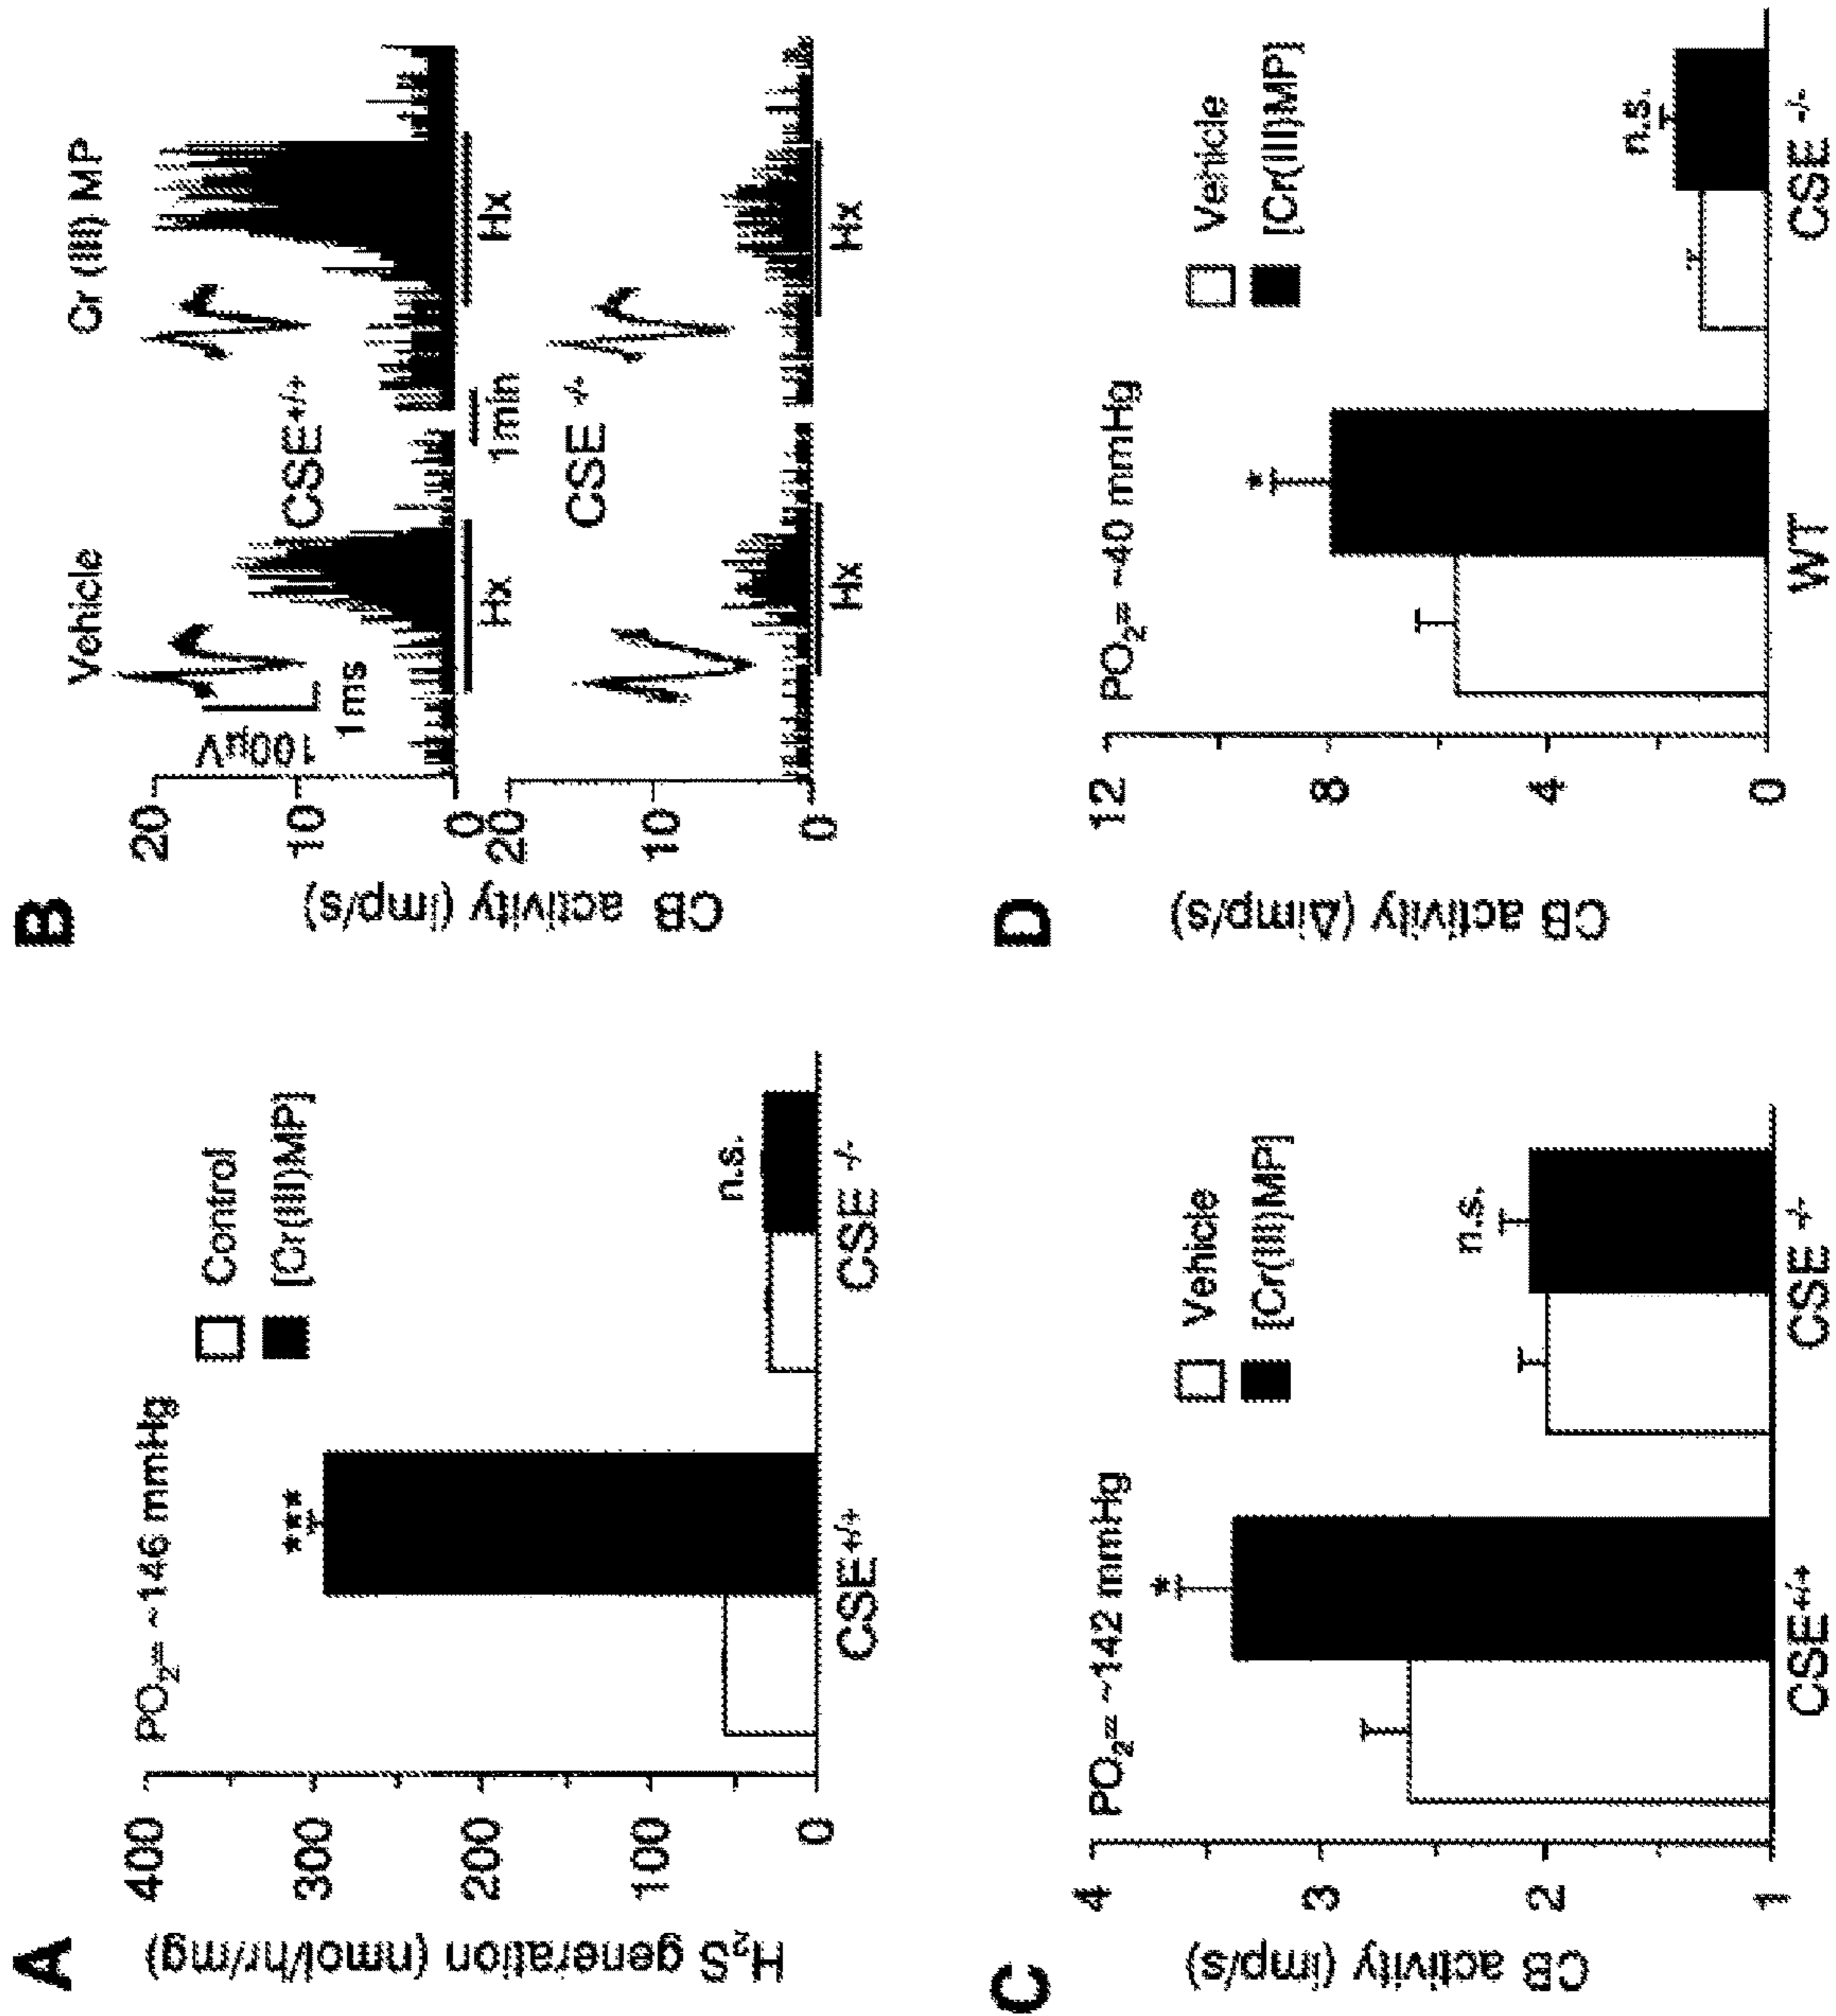 A
H₂S generation (nmol/hr/mg)
400
300
200
100
0
PO₂= ~146 mmHg
Control
[Cr(III)MP]
***
n.s.
CSE+/+
CSE -/-
B
CB activity (imp/s)
Vehicle
Cr (III) MP
20
10
0
100µV
1ms
CSE+/+
Hx
Hx
1min
20
10
0
CSE -/-
Hx
Hx
C
CB activity (imp/s)
4
3
2
1
PO₂= ~142 mmHg
Vehicle
[Cr(III)MP]
*
n.s.
CSE+/+
CSE -/-
D
CB activity (Δimp/s)
12
8
4
0
PO₂= ~40 mmHg
Vehicle
[Cr(III)MP]
*
n.s.
WT
CSE -/-